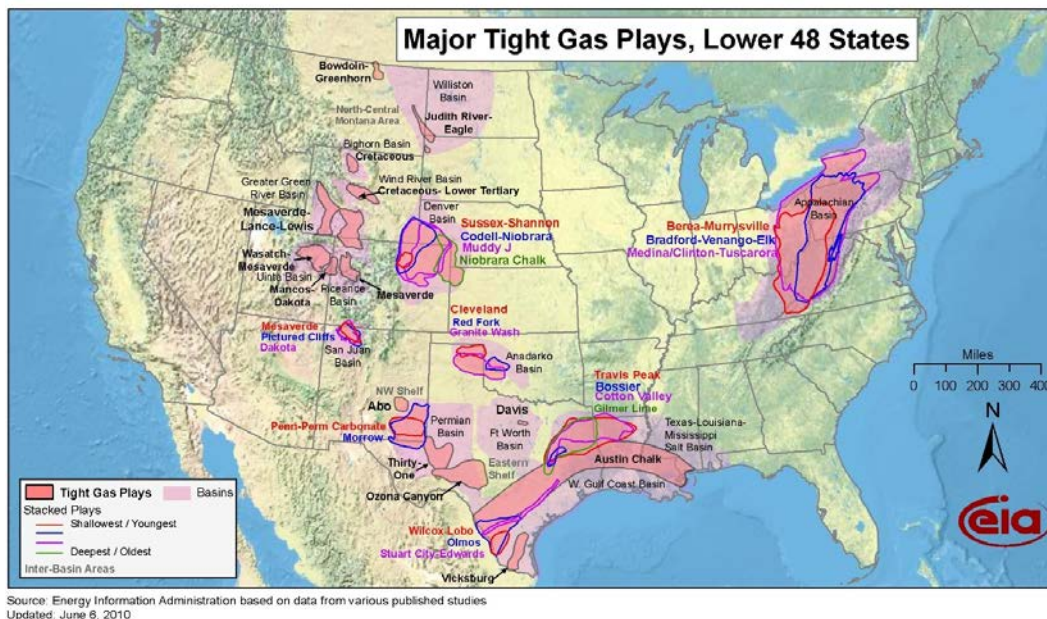 Major Tight Gas Plays, Lower 48 States
Bowdoin-
Greenhorn
Williston
Basin
North-Central
Montana Area
Judith River-
Eagle
Bighorn Basin
Cretaceous
Wind River Basin
Cretaceous- Lower Tertiary
Greater Green
River Basin
Mesaverde-
Lance-Lewis
Denver
Basin
Sussex-Shannon
Codell-Niobrara
Muddy J
Niobrara Chalk
Wasatch-
Mesaverde
Uinta Basin
Mancos-
Dakota
Piceance
Basin
Mesaverde
Mesaverde
Pictured Cliffs
Dakota
San Juan
Basin
Cleveland
Red Fork
Granite Wash
Anadarko
Basin
Appalachian
Basin
Berea-Murrysville
Bradford-Venango-Elk
Medina/Clinton-Tuscarora
NW Shelf
Abo
Penn-Perm Carbonate
Morrow
Permian
Basin
Davis
Ft Worth
Basin
Eastern
Shelf
Thirty-
One
Ozona Canyon
Travis Peak
Bossier
Cotton Valley
Gilmer Lime
Texas-Louisiana-
Mississippi
Salt Basin
Austin Chalk
W. Gulf Coast Basin
Wilcox Lobo
Olmos
Stuart City-Edwards
Vicksburg
Miles
0 100 200 300 400
N
eia
Tight Gas Plays
Basins
Stacked Plays
Shallowest / Youngest
Deepest / Oldest
Inter-Basin Areas
Source: Energy Information Administration based on data from various published studies
Updated: June 6, 2010